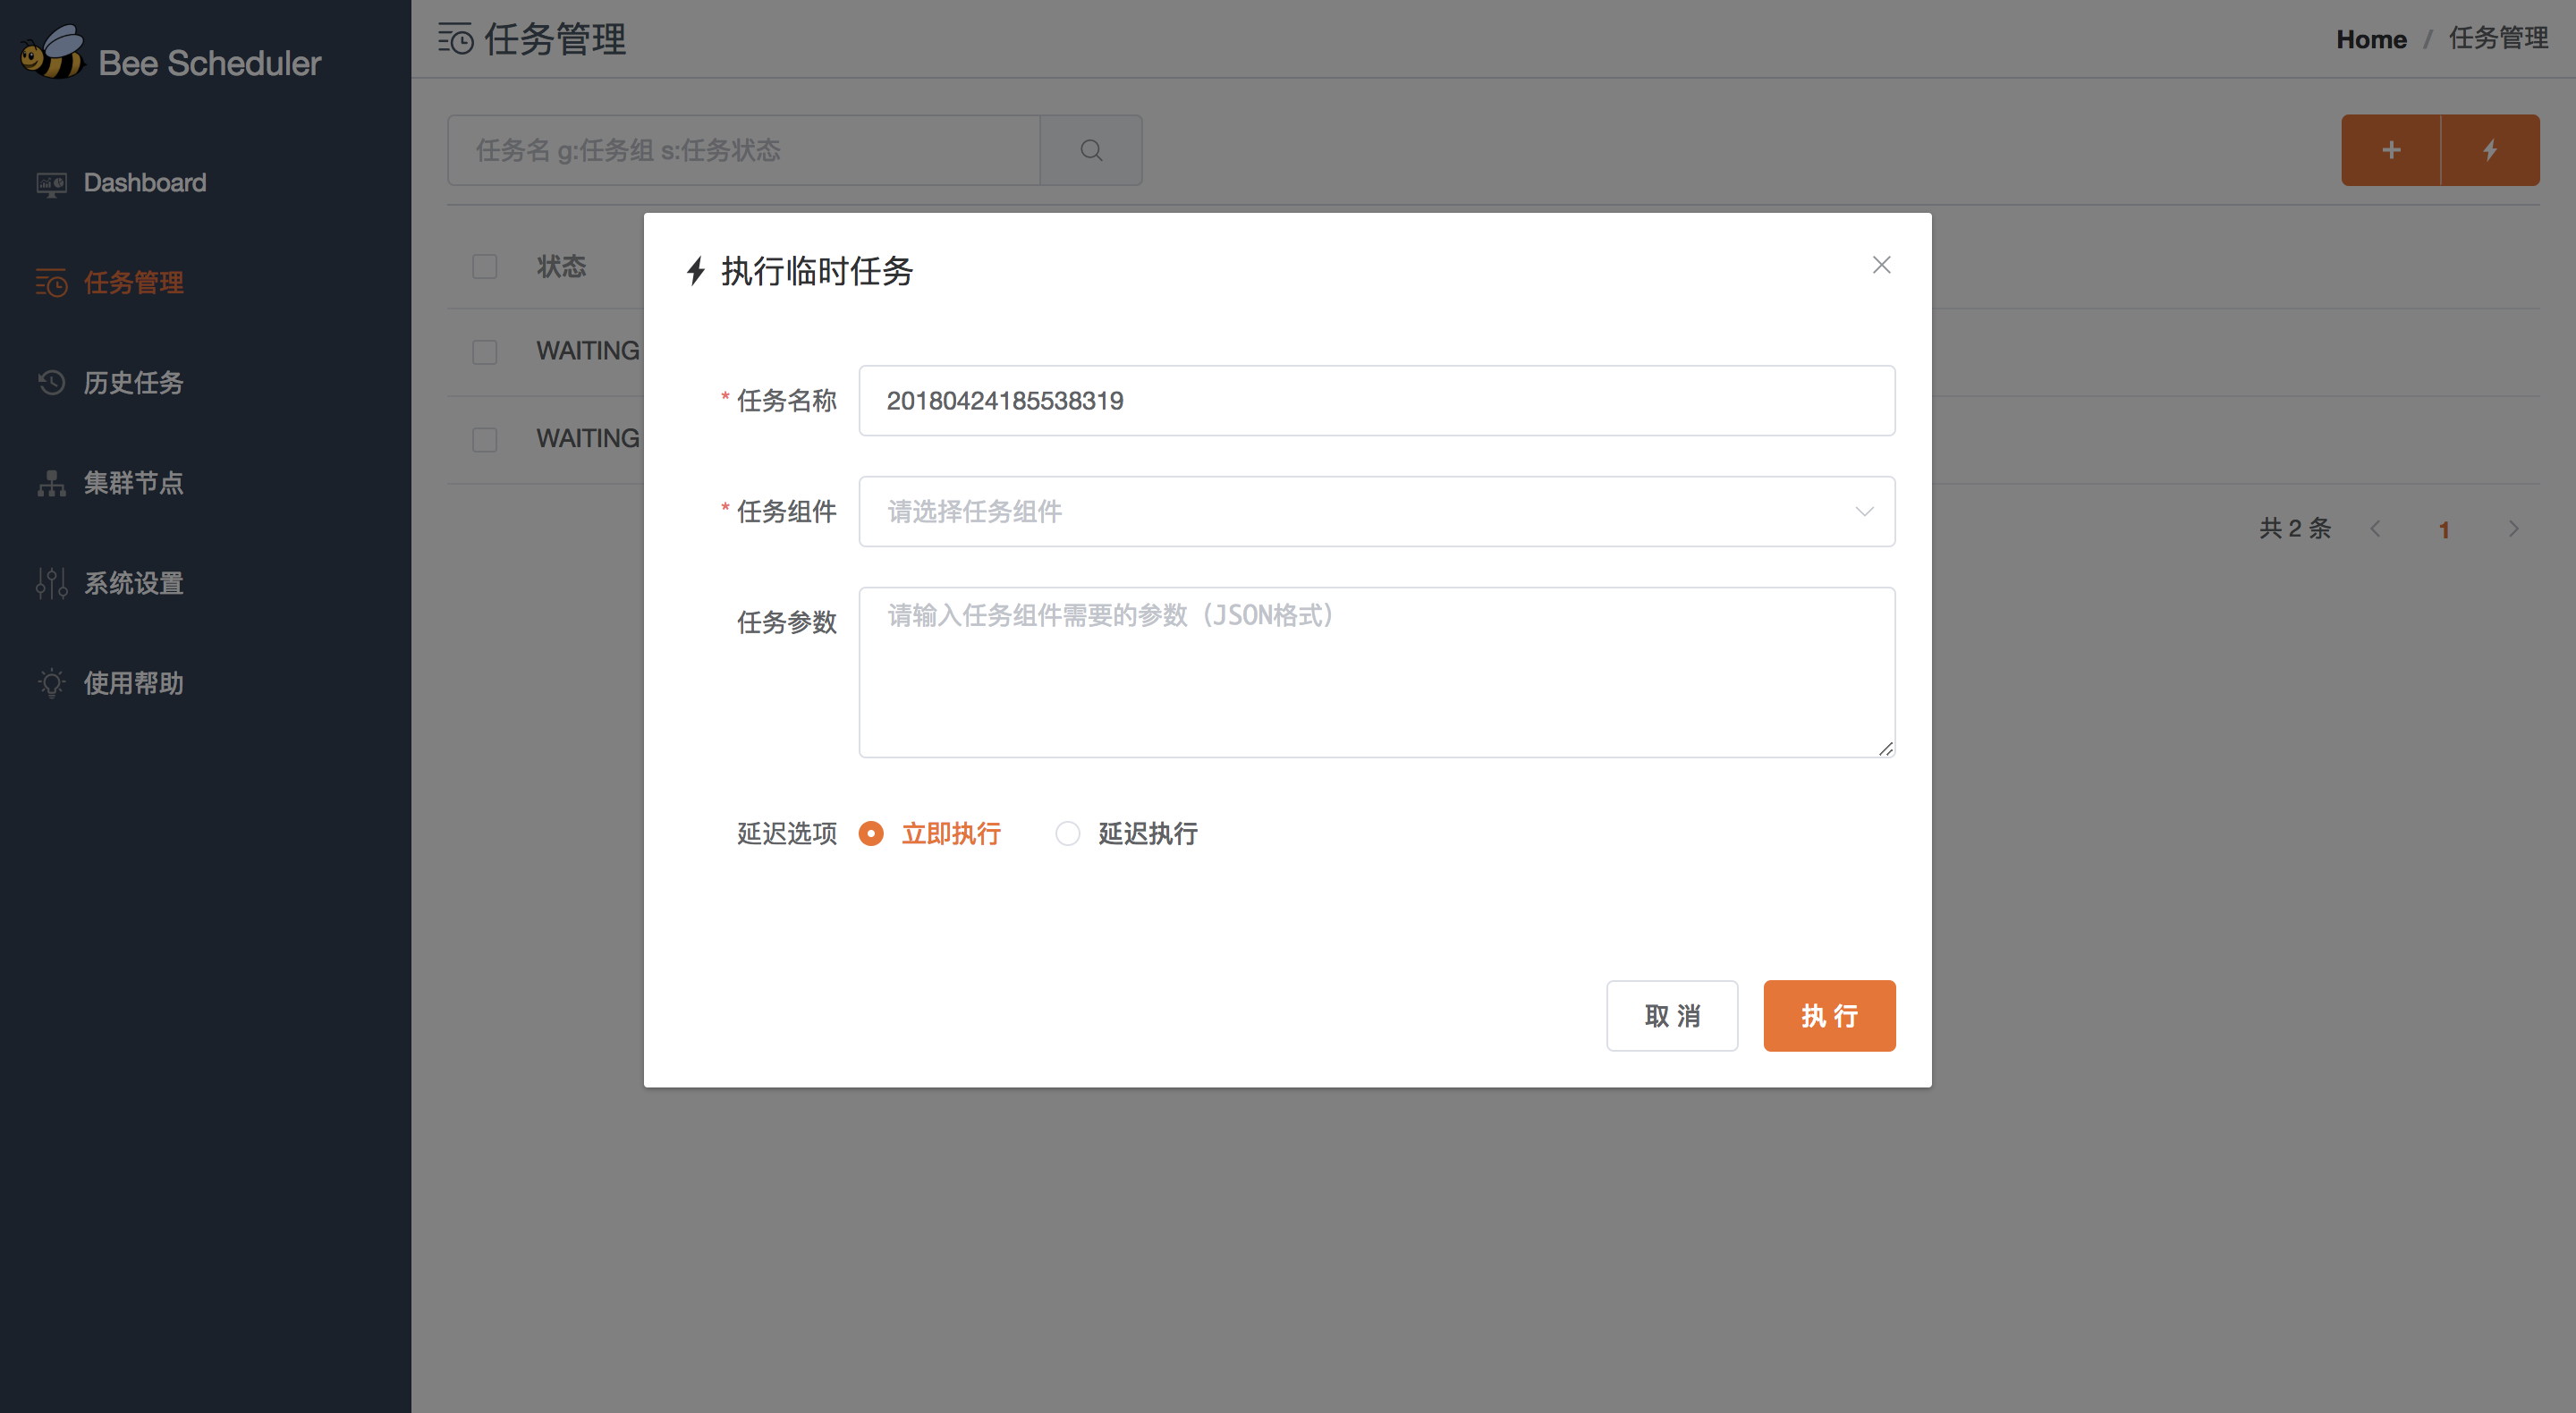 Bee Scheduler
Dashboard
任务管理
历史任务
集群节点
系统设置
使用帮助
任务管理
Home / 任务管理
任务名 g:任务组 s:任务状态
状态
WAITING
WAITING
共 2 条
1
执行临时任务
* 任务名称
20180424185538319
* 任务组件
请选择任务组件
任务参数
请输入任务组件需要的参数（JSON格式）
延迟选项
立即执行
延迟执行
取 消
执 行